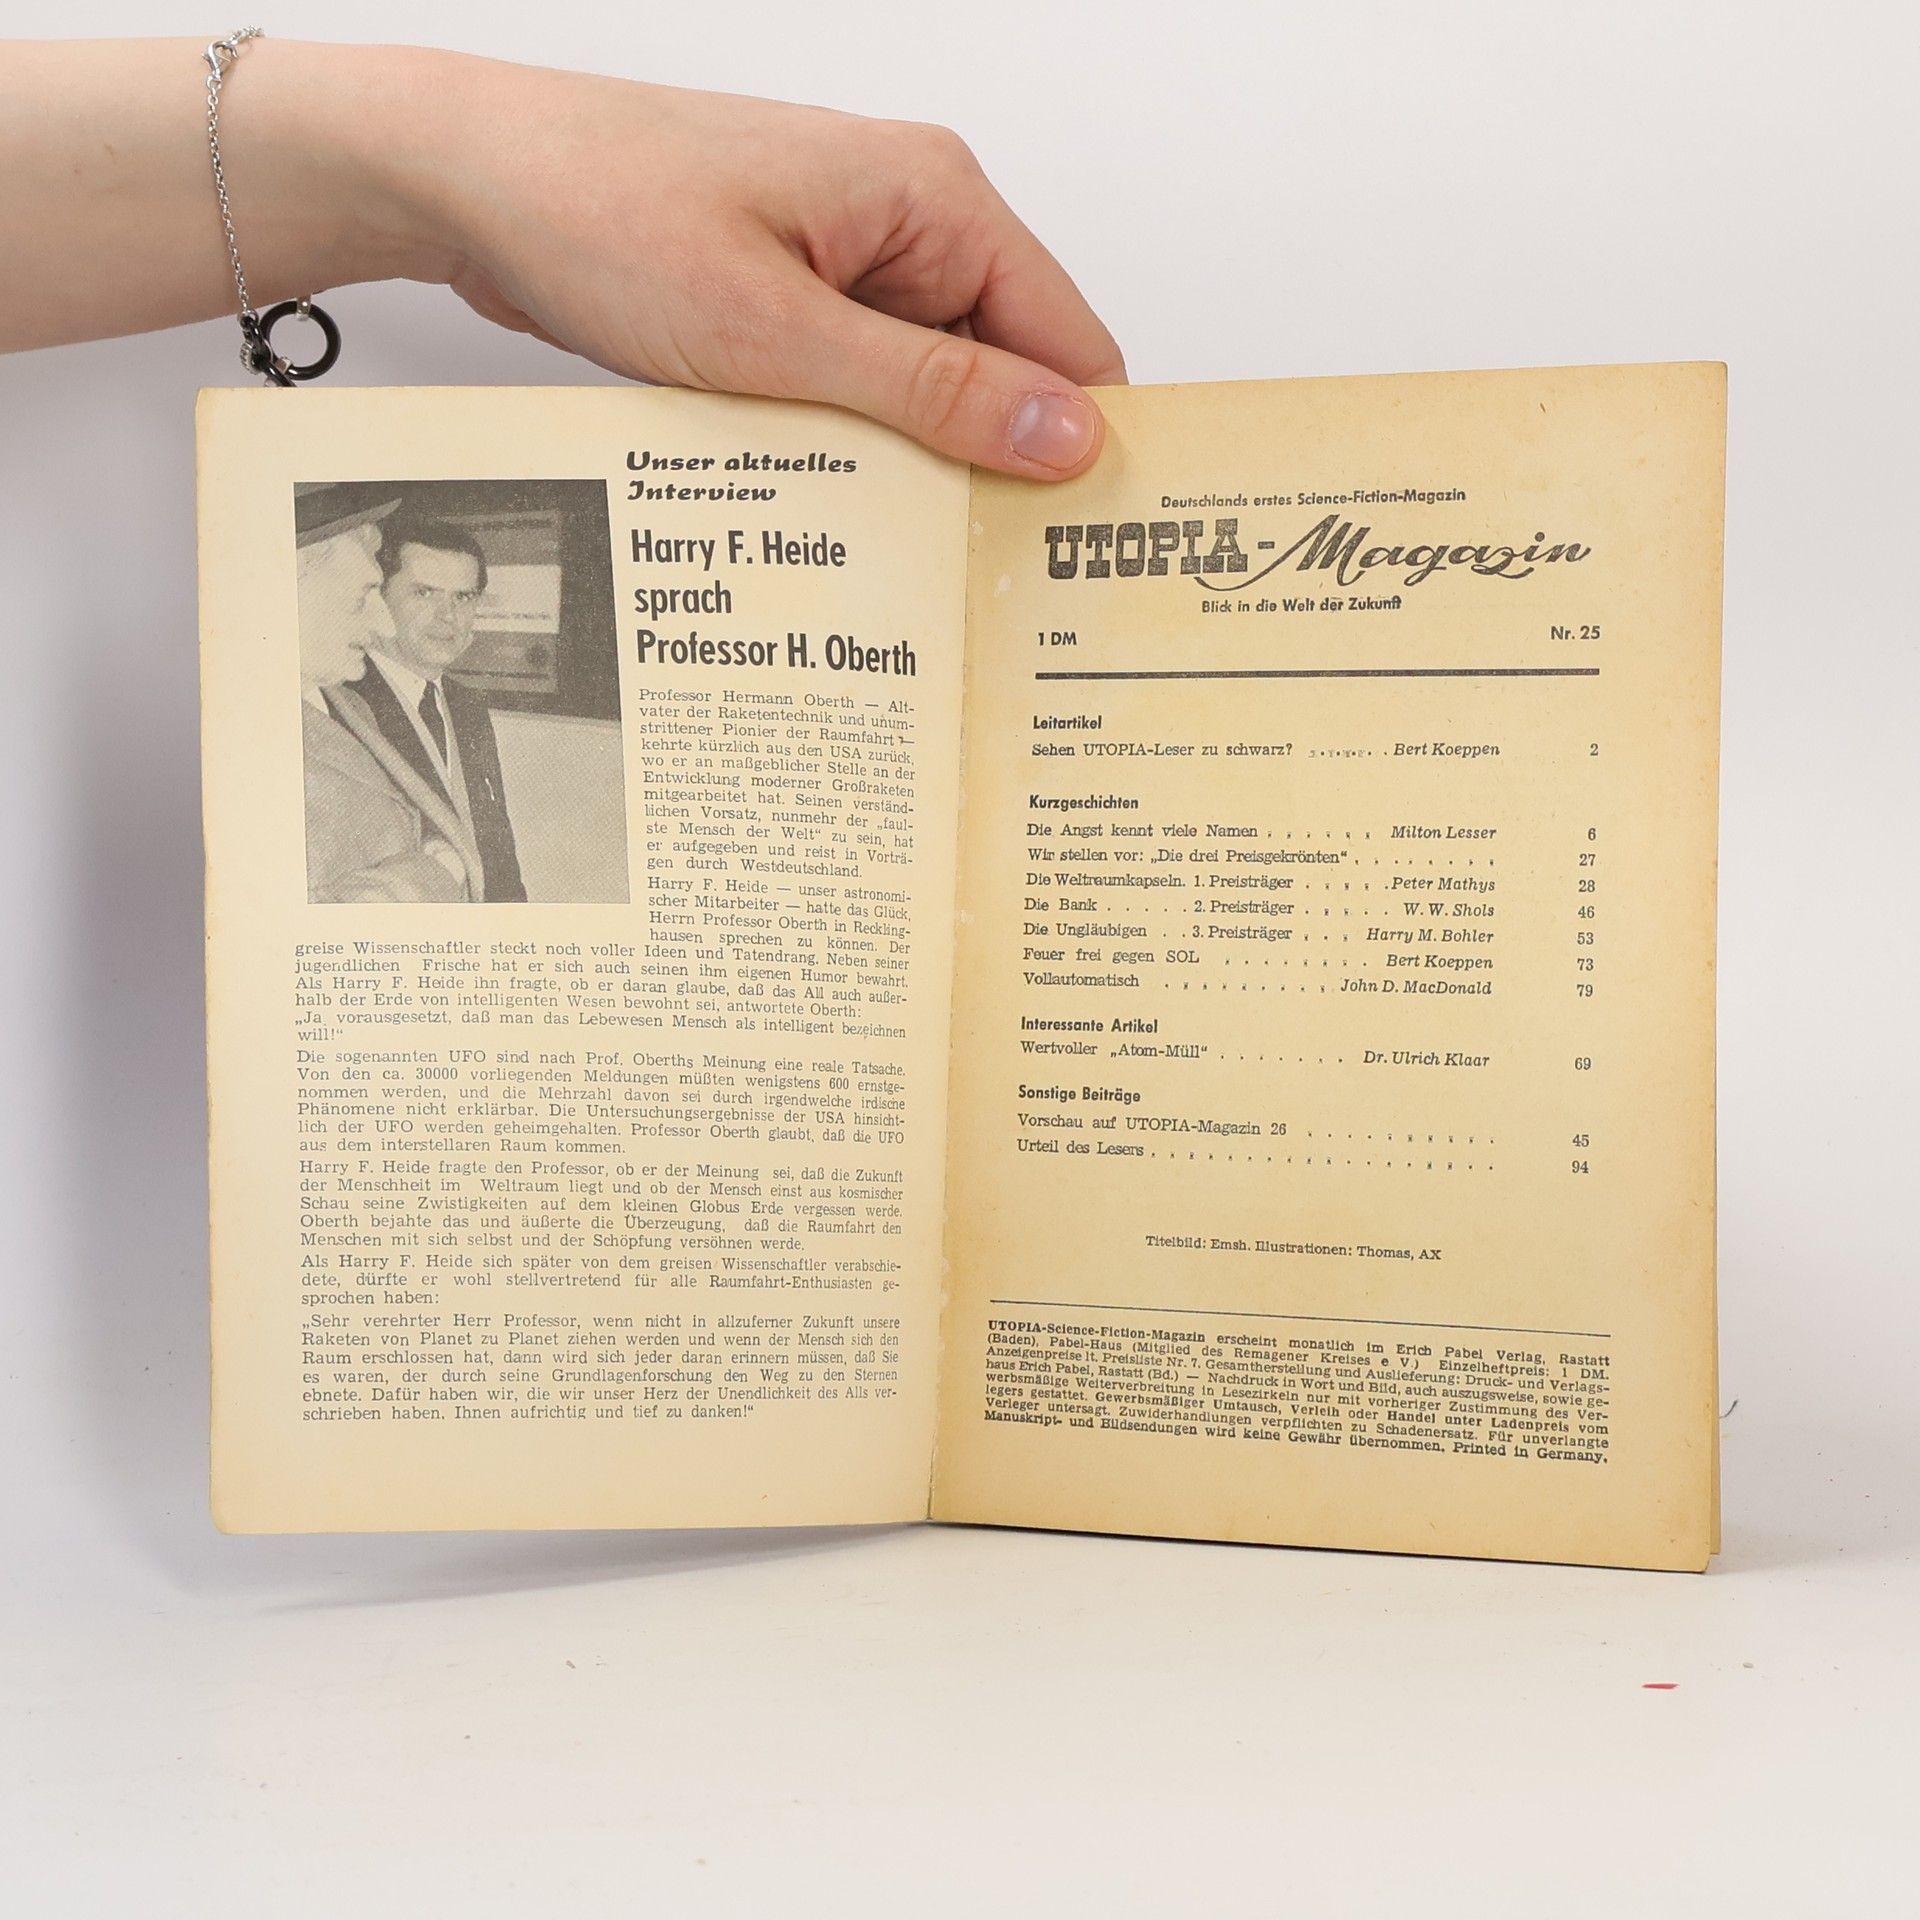 Unser aktuelles
Interview
Harry F. Heide
sprach
Professor H. Oberth
Professor Hermann Oberth — Alt-
vater der Raketentechnik und unum-
strittener Pionier der Raumfahrt —
kehrte kürzlich aus den USA zurück,
wo er an maßgeblicher Stelle an der
Entwicklung moderner Großraketen
mitgearbeitet hat. Seinen verständ-
lichen Vorsatz, nunmehr der „faul-
ste Mensch der Welt“ zu sein, hat
er aufgegeben und reist in Vorträ-
gen durch Westdeutschland.
Harry F. Heide — unser astronomi-
scher Mitarbeiter — hatte das Glück,
Herrn Professor Oberth in Reckling-
hausen sprechen zu können. Der
greise Wissenschaftler steckt noch voller Ideen und Tatendrang. Neben seiner
jugendlichen Frische hat er sich auch seinen ihm eigenen Humor bewahrt.
Als Harry F. Heide ihn fragte, ob er daran glaube, daß das All auch außer-
halb der Erde von intelligenten Wesen bewohnt sei, antwortete Oberth:
„Ja, vorausgesetzt, daß man das Lebewesen Mensch als intelligent bezeichnen
will!“
Die sogenannten UFO sind nach Prof. Oberths Meinung eine reale Tatsache.
Von den ca. 30000 vorliegenden Meldungen müßten wenigstens 600 ernstge-
nommen werden, und die Mehrzahl davon sei durch irgendwelche irdische
Phänomene nicht erklärbar. Die Untersuchungsergebnisse der USA hinsicht-
lich der UFO werden geheimgehalten. Professor Oberth glaubt, daß die UFO
aus dem interstellaren Raum kommen.
Harry F. Heide fragte den Professor, ob er der Meinung sei, daß die Zukunft
der Menschheit im Weltraum liegt und ob der Mensch einst aus kosmischer
Schau seine Zwistigkeiten auf dem kleinen Globus Erde vergessen werde.
Oberth bejahte das und äußerte die Überzeugung, daß die Raumfahrt den
Menschen mit sich selbst und der Schöpfung versöhnen werde.
Als Harry F. Heide sich später von dem greisen Wissenschaftler verabschie-
dete, dürfte er wohl stellvertretend für alle Raumfahrt-Enthusiasten ge-
sprochen haben:
„Sehr verehrter Herr Professor, wenn nicht in allzuferner Zukunft unsere
Raketen von Planet zu Planet ziehen werden und wenn der Mensch sich den
Raum erschlossen hat, dann wird sich jeder daran erinnern müssen, daß Sie
es waren, der durch seine Grundlagenforschung den Weg zu den Sternen
ebnete. Dafür haben wir, die wir unser Herz der Unendlichkeit des Alls ver-
schrieben haben, Ihnen aufrichtig und tief zu danken!“
Deutschlands erstes Science-Fiction-Magazin
UTOPIA-Magazin
Blick in die Welt der Zukunft
1 DM Nr. 25
Leitartikel
Sehen UTOPIA-Leser zu schwarz? . . . . . . Bert Koeppen 2
Kurzgeschichten
Die Angst kennt viele Namen . . . . . . Milton Lesser 6
Wir stellen vor: „Die drei Preisgekrönten“ . . . . . . . . 27
Die Weltraumkapseln. 1. Preisträger . . . . . Peter Mathys 28
Die Bank . . . . . 2. Preisträger . . . . . W. W. Shols 46
Die Ungläubigen . . 3. Preisträger . . . Harry M. Bohler 53
Feuer frei gegen SOL . . . . . . . . Bert Koeppen 73
Vollautomatisch . . . . . . . . . John D. MacDonald 79
Interessante Artikel
Wertvoller „Atom-Müll“ . . . . . . . Dr. Ulrich Klaar 69
Sonstige Beiträge
Vorschau auf UTOPIA-Magazin 26 . . . . . . . . . . 45
Urteil des Lesers . . . . . . . . . . . . . . . . . . 94
Titelbild: Emsh. Illustrationen: Thomas, AX
UTOPIA-Science-Fiction-Magazin erscheint monatlich im Erich Pabel Verlag, Rastatt
(Baden), Pabel-Haus (Mitglied des Remagener Kreises e V.) Einzelheftpreis: 1 DM.
Anzeigenpreise lt. Preisliste Nr. 7. Gesamtherstellung und Auslieferung: Druck- und Verlags-
haus Erich Pabel, Rastatt (Bd.) — Nachdruck in Wort und Bild, auch auszugsweise, sowie ge-
werbsmäßige Weiterverbreitung in Lesezirkeln nur mit vorheriger Zustimmung des Ver-
legers gestattet. Gewerbsmäßiger Umtausch, Verleih oder Handel unter Ladenpreis vom
Verleger untersagt. Zuwiderhandlungen verpflichten zu Schadenersatz. Für unverlangte
Manuskript- und Bildsendungen wird keine Gewähr übernommen. Printed in Germany.